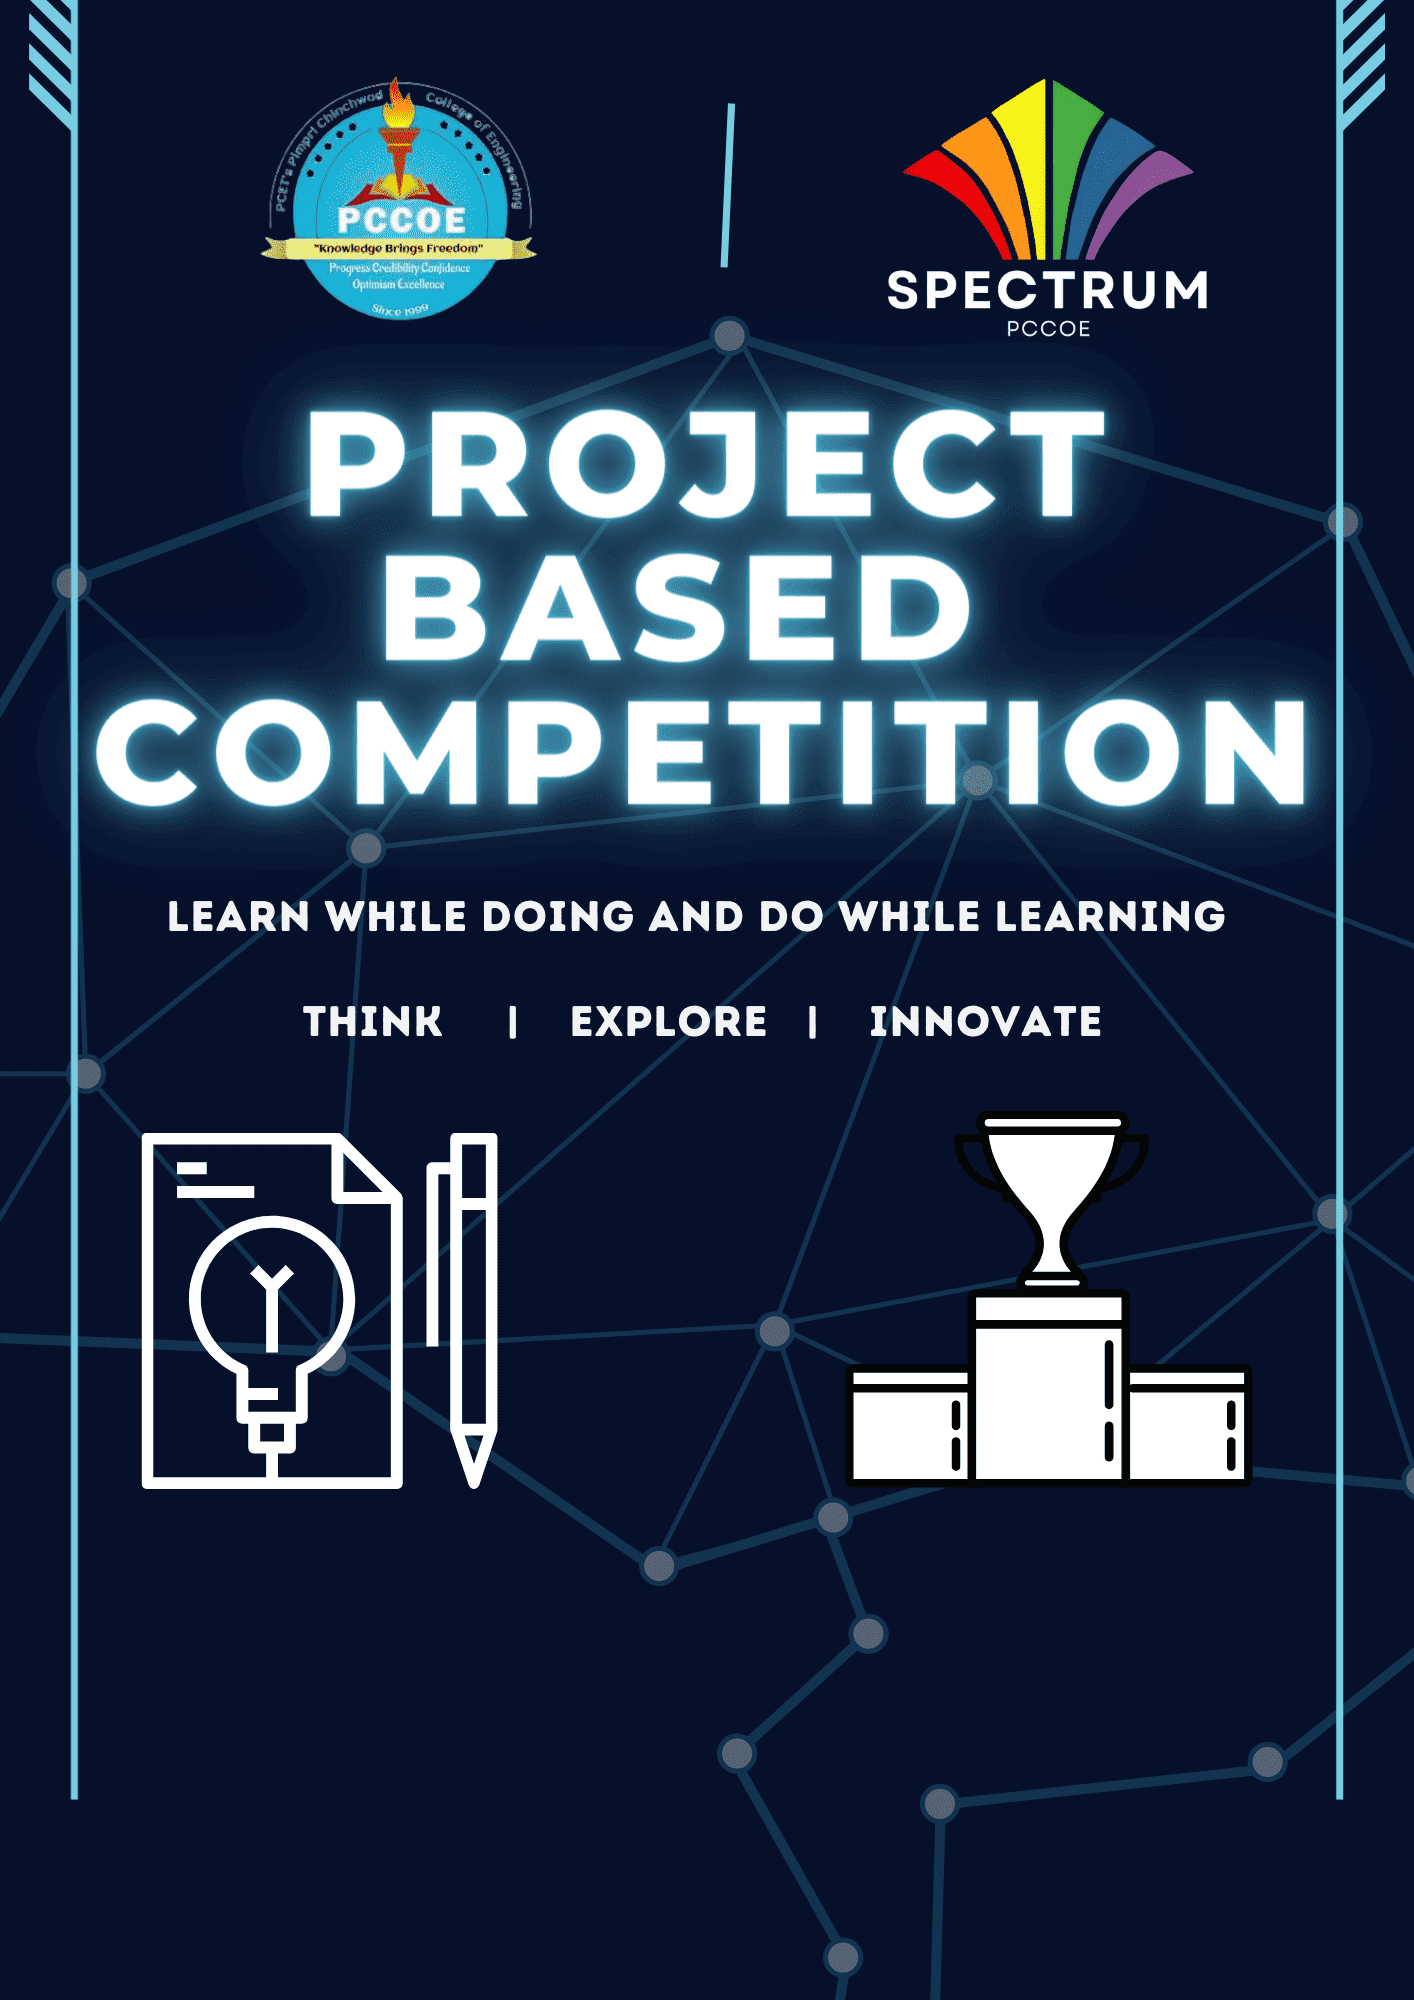 PCET's Pimpri Chinchwad College of Engineering
PCCOE
"Knowledge Brings Freedom"
Progress Credibility Confidence
Optimism Excellence
Since 1999
SPECTRUM
PCCOE
PROJECT
BASED
COMPETITION
LEARN WHILE DOING AND DO WHILE LEARNING
THINK | EXPLORE | INNOVATE